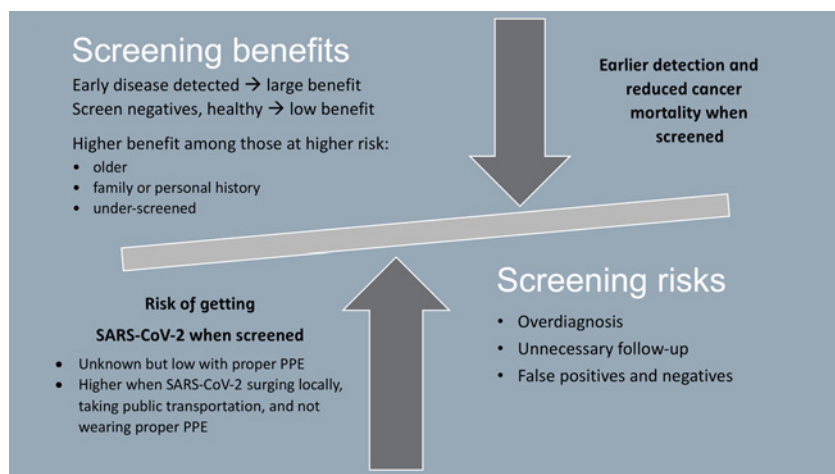 Screening benefits
Early disease detected → large benefit
Screen negatives, healthy → low benefit
Higher benefit among those at higher risk:
• older
• family or personal history
• under-screened
Earlier detection and
reduced cancer
mortality when
screened
Risk of getting
SARS-CoV-2 when screened
• Unknown but low with proper PPE
• Higher when SARS-CoV-2 surging locally,
taking public transportation, and not
wearing proper PPE
Screening risks
• Overdiagnosis
• Unnecessary follow-up
• False positives and negatives